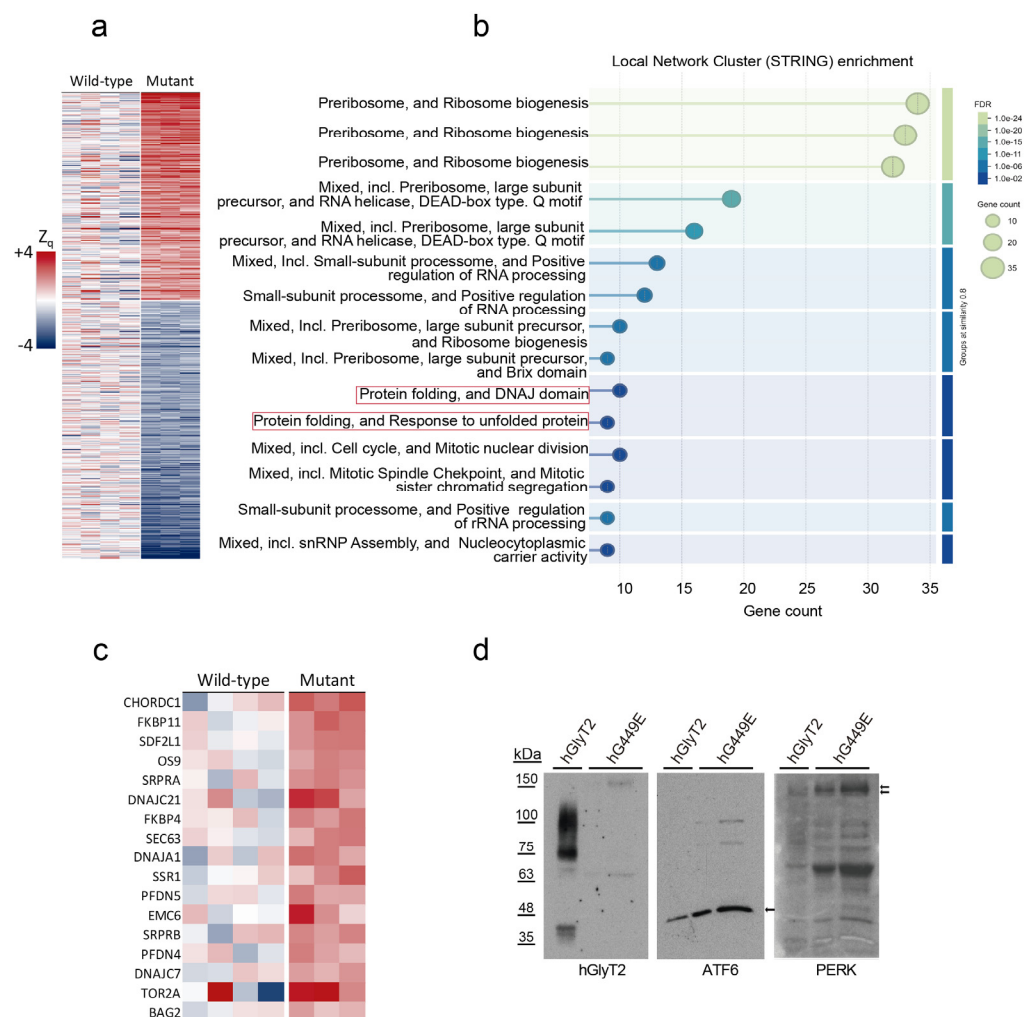 a
Wild-type Mutant
Zq
+4
-4
b
Local Network Cluster (STRING) enrichment
Preribosome, and Ribosome biogenesis
Preribosome, and Ribosome biogenesis
Preribosome, and Ribosome biogenesis
Mixed, incl. Preribosome, large subunit
precursor, and RNA helicase, DEAD-box type. Q motif
Mixed, incl. Preribosome, large subunit
precursor, and RNA helicase, DEAD-box type. Q motif
Mixed, Incl. Small-subunit processome, and Positive
regulation of RNA processing
Small-subunit processome, and Positive regulation
of RNA processing
Mixed, Incl. Preribosome, large subunit precursor,
and Ribosome biogenesis
Mixed, Incl. Preribosome, large subunit precursor,
and Brix domain
Protein folding, and DNAJ domain
Protein folding, and Response to unfolded protein
Mixed, incl. Cell cycle, and Mitotic nuclear division
Mixed, incl. Mitotic Spindle Chekpoint, and Mitotic
sister chromatid segregation
Small-subunit processome, and Positive regulation
of rRNA processing
Mixed, incl. snRNP Assembly, and Nucleocytoplasmic
carrier activity
10 15 20 25 30 35
Gene count
FDR
1.0e-24
1.0e-20
1.0e-15
1.0e-11
1.0e-06
1.0e-02
Gene count
10
20
35
Groups at similarity 0.8
c
Wild-type Mutant
CHORDC1
FKBP11
SDF2L1
OS9
SRPRA
DNAJC21
FKBP4
SEC63
DNAJA1
SSR1
PFDN5
EMC6
SRPRB
PFDN4
DNAJC7
TOR2A
BAG2
d
hGlyT2 hG449E hGlyT2 hG449E hGlyT2 hG449E
kDa
150
100
75
63
48
35
hGlyT2 ATF6 PERK